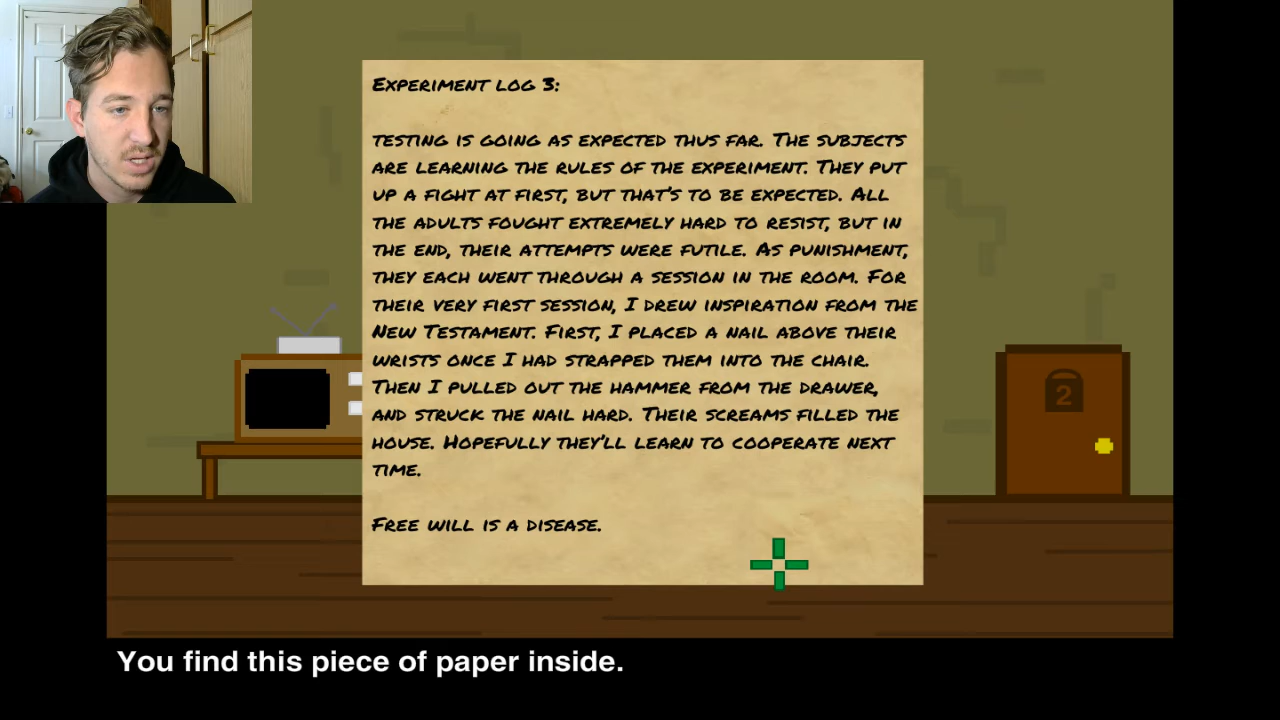 Experiment log 3:
testing is going as expected thus far. The subjects
are learning the rules of the experiment. They put
up a fight at first, but that's to be expected. All
the adults fought extremely hard to resist, but in
the end, their attempts were futile. As punishment,
they each went through a session in the room. For
their very first session, I drew inspiration from the
New Testament. First, I placed a nail above their
wrists once I had strapped them into the chair.
Then I pulled out the hammer from the drawer,
and struck the nail hard. Their screams filled the
house. Hopefully they'll learn to cooperate next
time.
Free will is a disease.
2
You find this piece of paper inside.